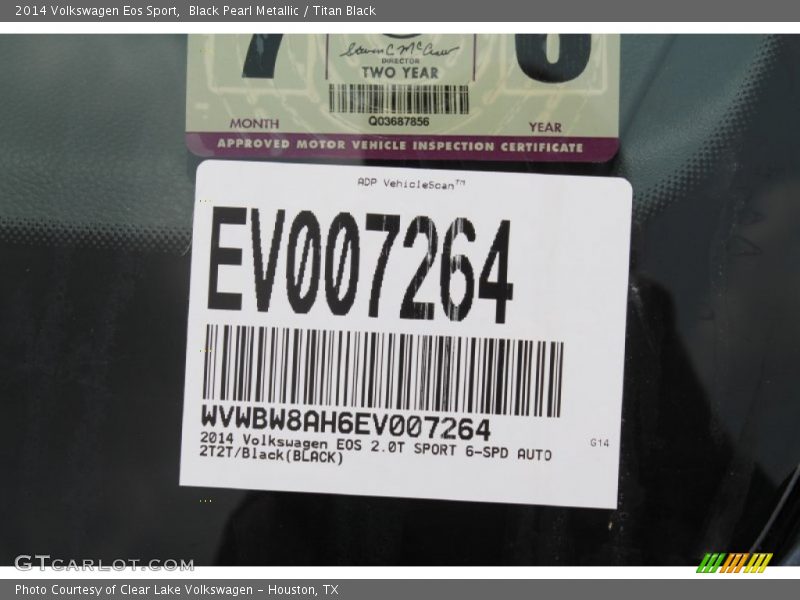 2014 Volkswagen Eos Sport, Black Pearl Metallic / Titan Black
Steven C McCraw
DIRECTOR
TWO YEAR
Q03687856
MONTH YEAR
APPROVED MOTOR VEHICLE INSPECTION CERTIFICATE
ADP VehicleScan™
EV007264
WVWBW8AH6EV007264
2014 Volkswagen EOS 2.0T SPORT 6-SPD AUTO G14
2T2T/Black(BLACK)
GTCARLOT.COM
Photo Courtesy of Clear Lake Volkswagen - Houston, TX